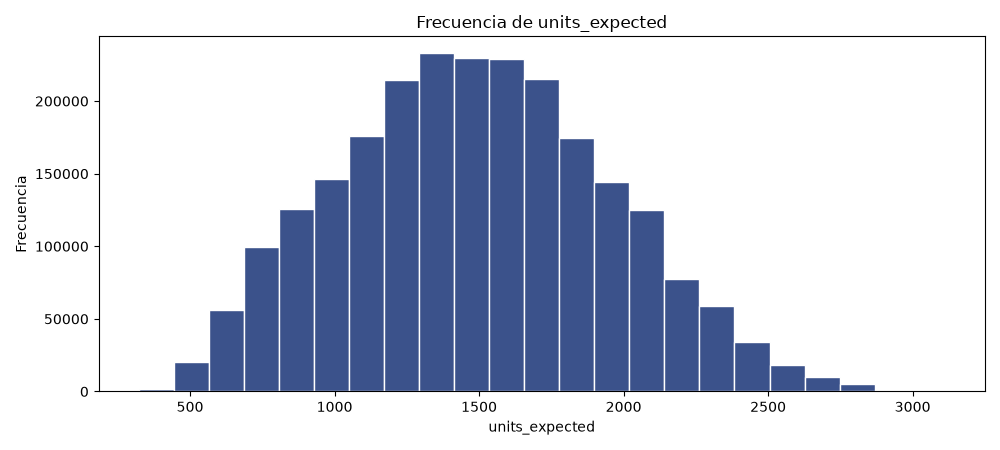 Frecuencia de units_expected
Frecuencia
200000
150000
100000
50000
0
500 1000 1500 2000 2500 3000
units_expected